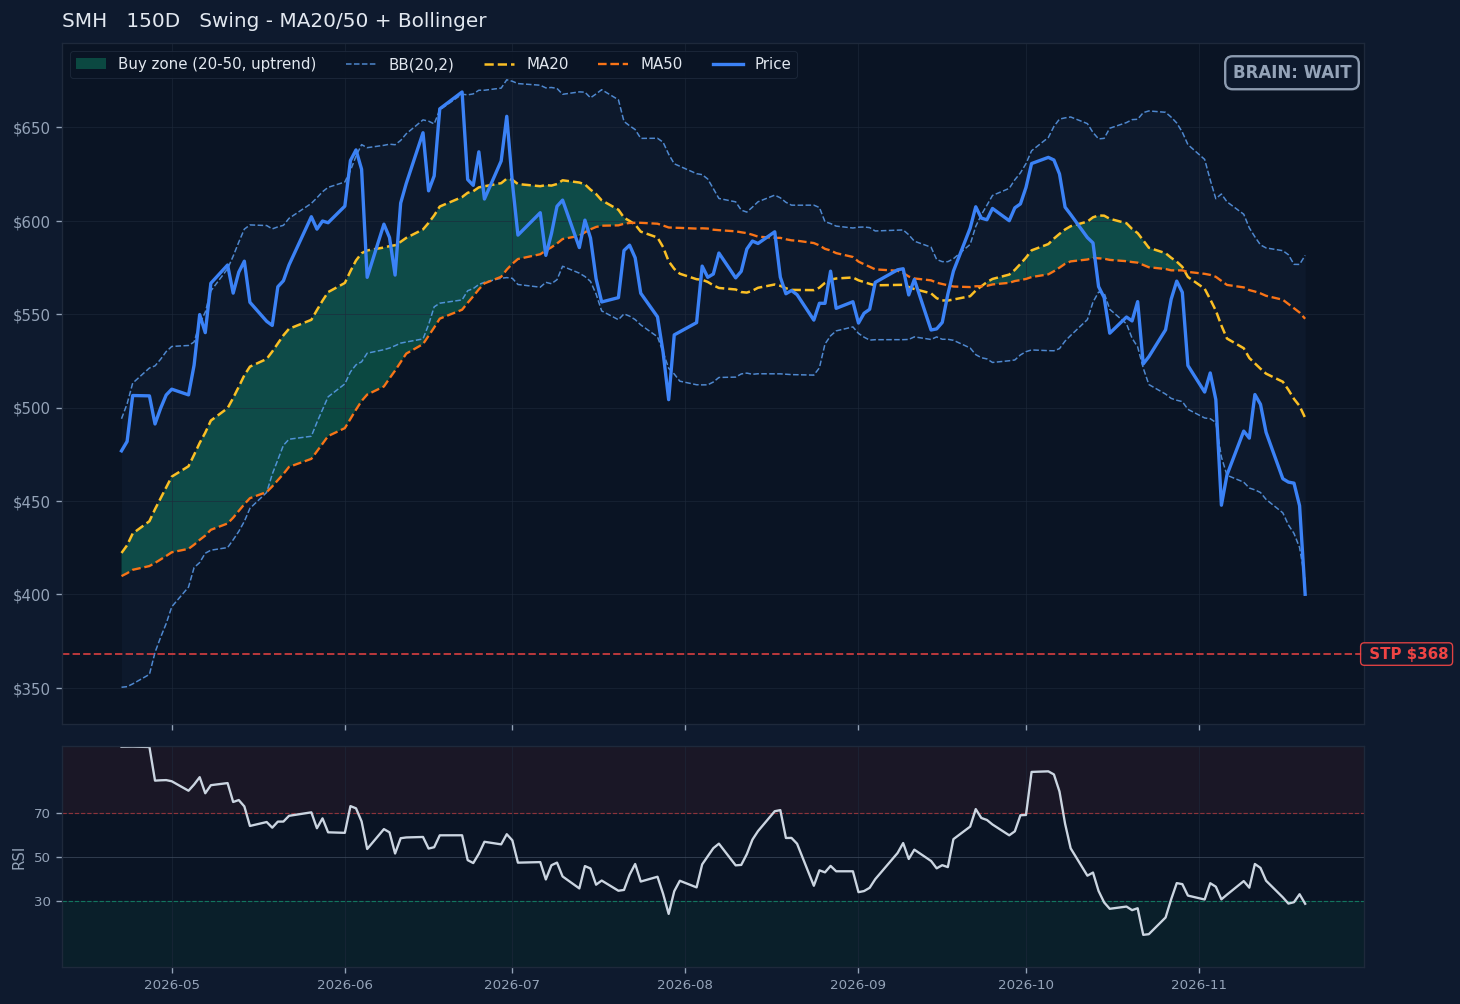 SMH 150D Swing - MA20/50 + Bollinger
Buy zone (20-50, uptrend) BB(20,2) MA20 MA50 Price
BRAIN: WAIT
$650
$600
$550
$500
$450
$400
$350
STP $368
RSI
70
50
30
2026-05 2026-06 2026-07 2026-08 2026-09 2026-10 2026-11